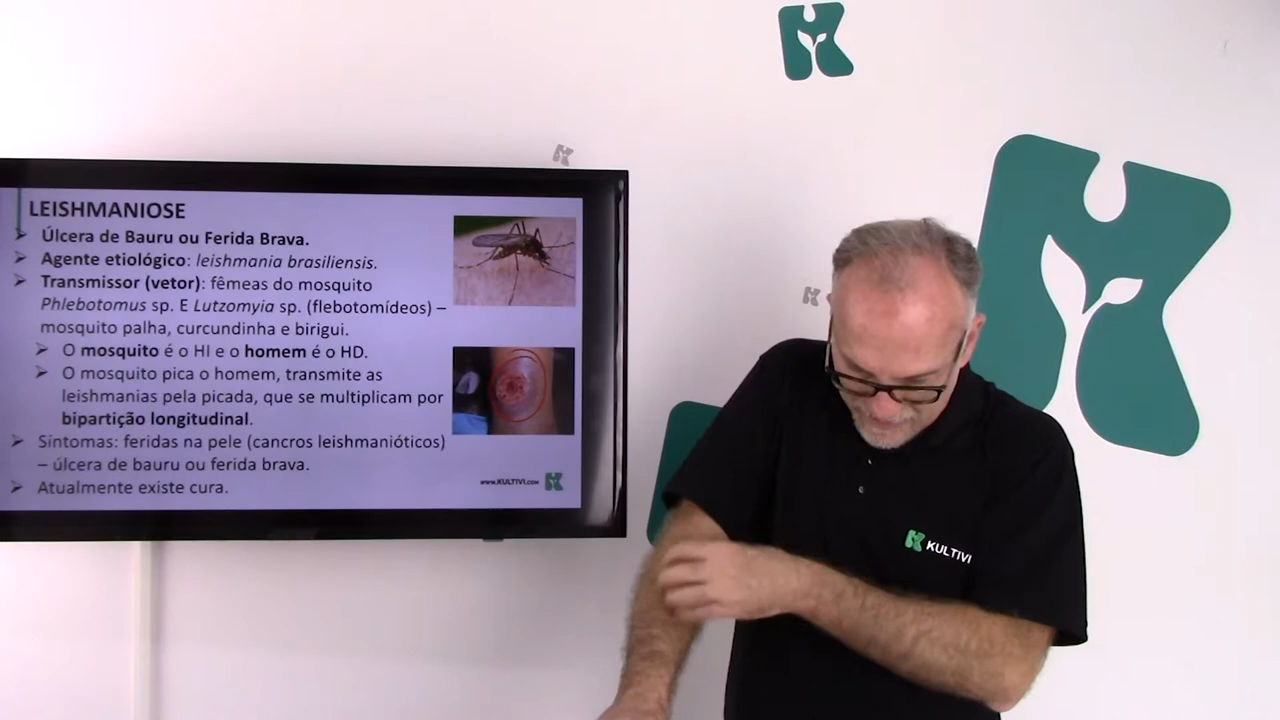 LEISHMANIOSE
Úlcera de Bauru ou Ferida Brava.
Agente etiológico: leishmania brasiliensis.
Transmissor (vetor): fêmeas do mosquito
Phlebotomus sp. E Lutzomyia sp. (flebotomídeos) –
mosquito palha, curcundinha e birigui.
O mosquito é o HI e o homem é o HD.
O mosquito pica o homem, transmite as
leishmanias pela picada, que se multiplicam por
bipartição longitudinal.
Síntomas: feridas na pele (cancros leishmanióticos)
– úlcera de bauru ou ferida brava.
Atualmente existe cura.
www.KULTIVI.com
KULTIVI